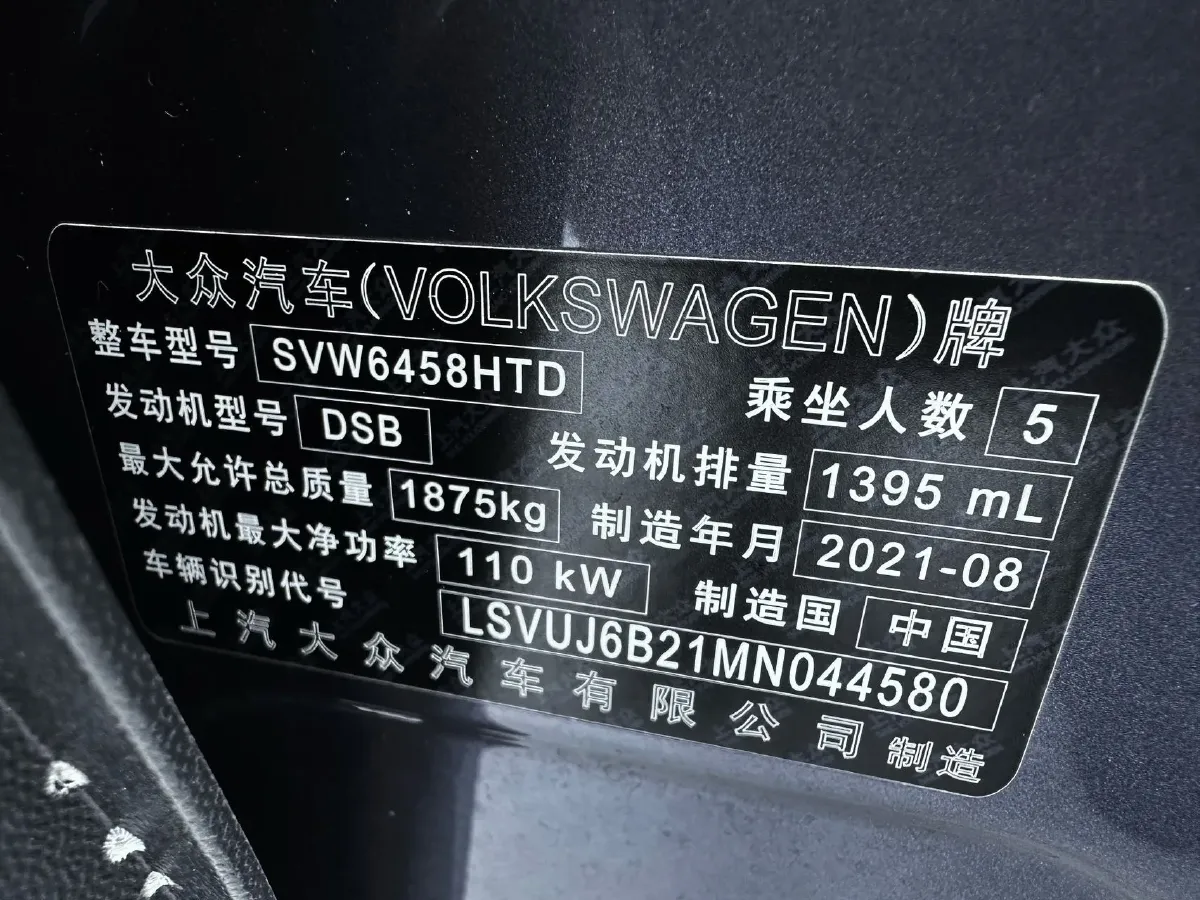 大众汽车(VOLKSWAGEN)牌
整车型号 SVW6458HTD 乘坐人数 5
发动机型号 DSB 发动机排量 1395 mL
最大允许总质量 1875kg 制造年月 2021-08
发动机最大净功率 110 kW 制造国 中国
车辆识别代号 LSVUJ6B21MN044580
上汽大众汽车有限公司 制造